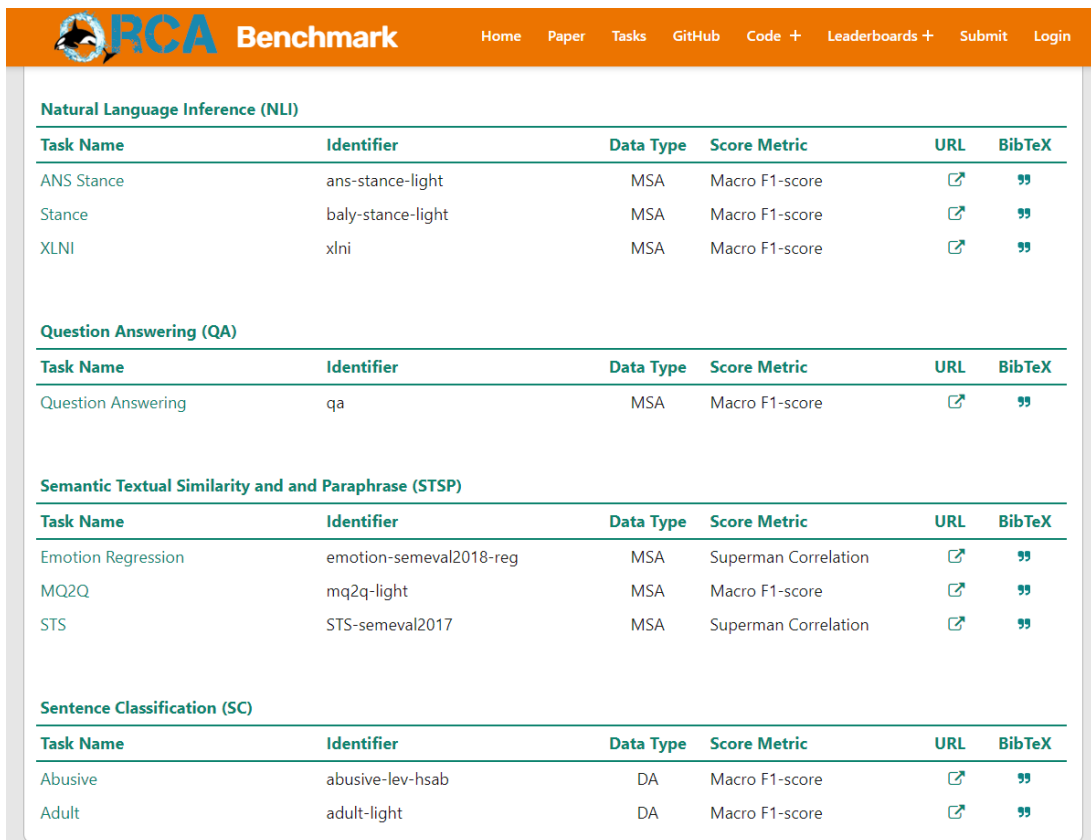 ORCA Benchmark Home Paper Tasks GitHub Code + Leaderboards + Submit Login
Natural Language Inference (NLI)
Task Name Identifier Data Type Score Metric URL BibTeX
ANS Stance ans-stance-light MSA Macro F1-score
Stance baly-stance-light MSA Macro F1-score
XLNI xlni MSA Macro F1-score
Question Answering (QA)
Task Name Identifier Data Type Score Metric URL BibTeX
Question Answering qa MSA Macro F1-score
Semantic Textual Similarity and and Paraphrase (STSP)
Task Name Identifier Data Type Score Metric URL BibTeX
Emotion Regression emotion-semeval2018-reg MSA Superman Correlation
MQ2Q mq2q-light MSA Macro F1-score
STS STS-semeval2017 MSA Superman Correlation
Sentence Classification (SC)
Task Name Identifier Data Type Score Metric URL BibTeX
Abusive abusive-lev-hsab DA Macro F1-score
Adult adult-light DA Macro F1-score